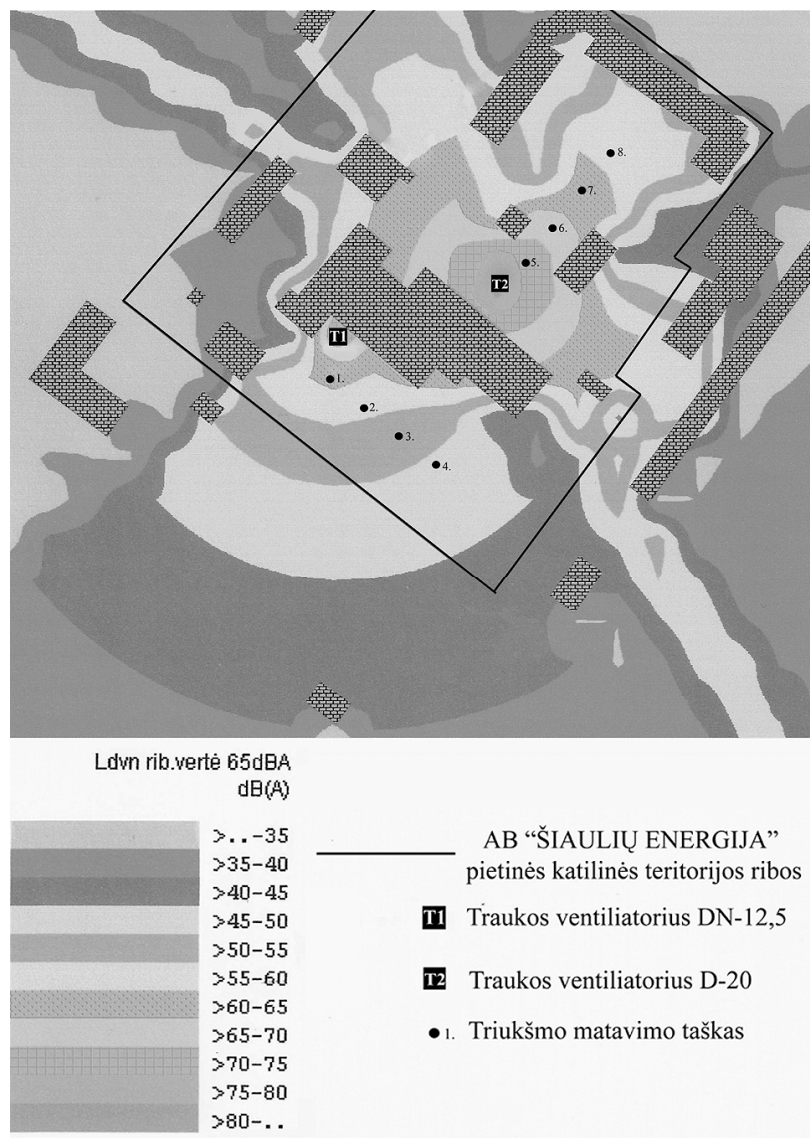 8.
7.
6.
5.
T2
T1
1.
2.
3.
4.
Ldvn rib.vertė 65dBA
dB(A)
>..-35
>35-40
>40-45
>45-50
>50-55
>55-60
>60-65
>65-70
>70-75
>75-80
>80-..
AB “ŠIAULIŲ ENERGIJA”
pietinės katilinės teritorijos ribos
T1 Traukos ventiliatorius DN-12,5
T2 Traukos ventiliatorius D-20
1. Triukšmo matavimo taškas